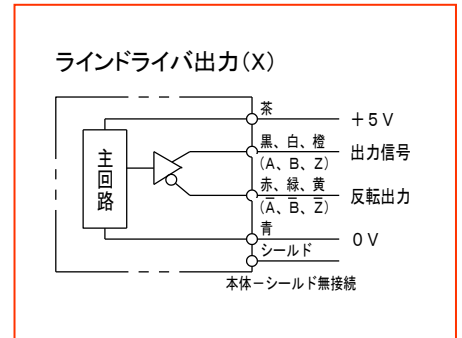 ラインドライバ出力(X)
茶
+5V
黒、白、橙
(A、B、Z)
出力信号
主回路
赤、緑、黄
(A̅、B̅、Z̅)
反転出力
青
0V
シールド
本体-シールド無接続